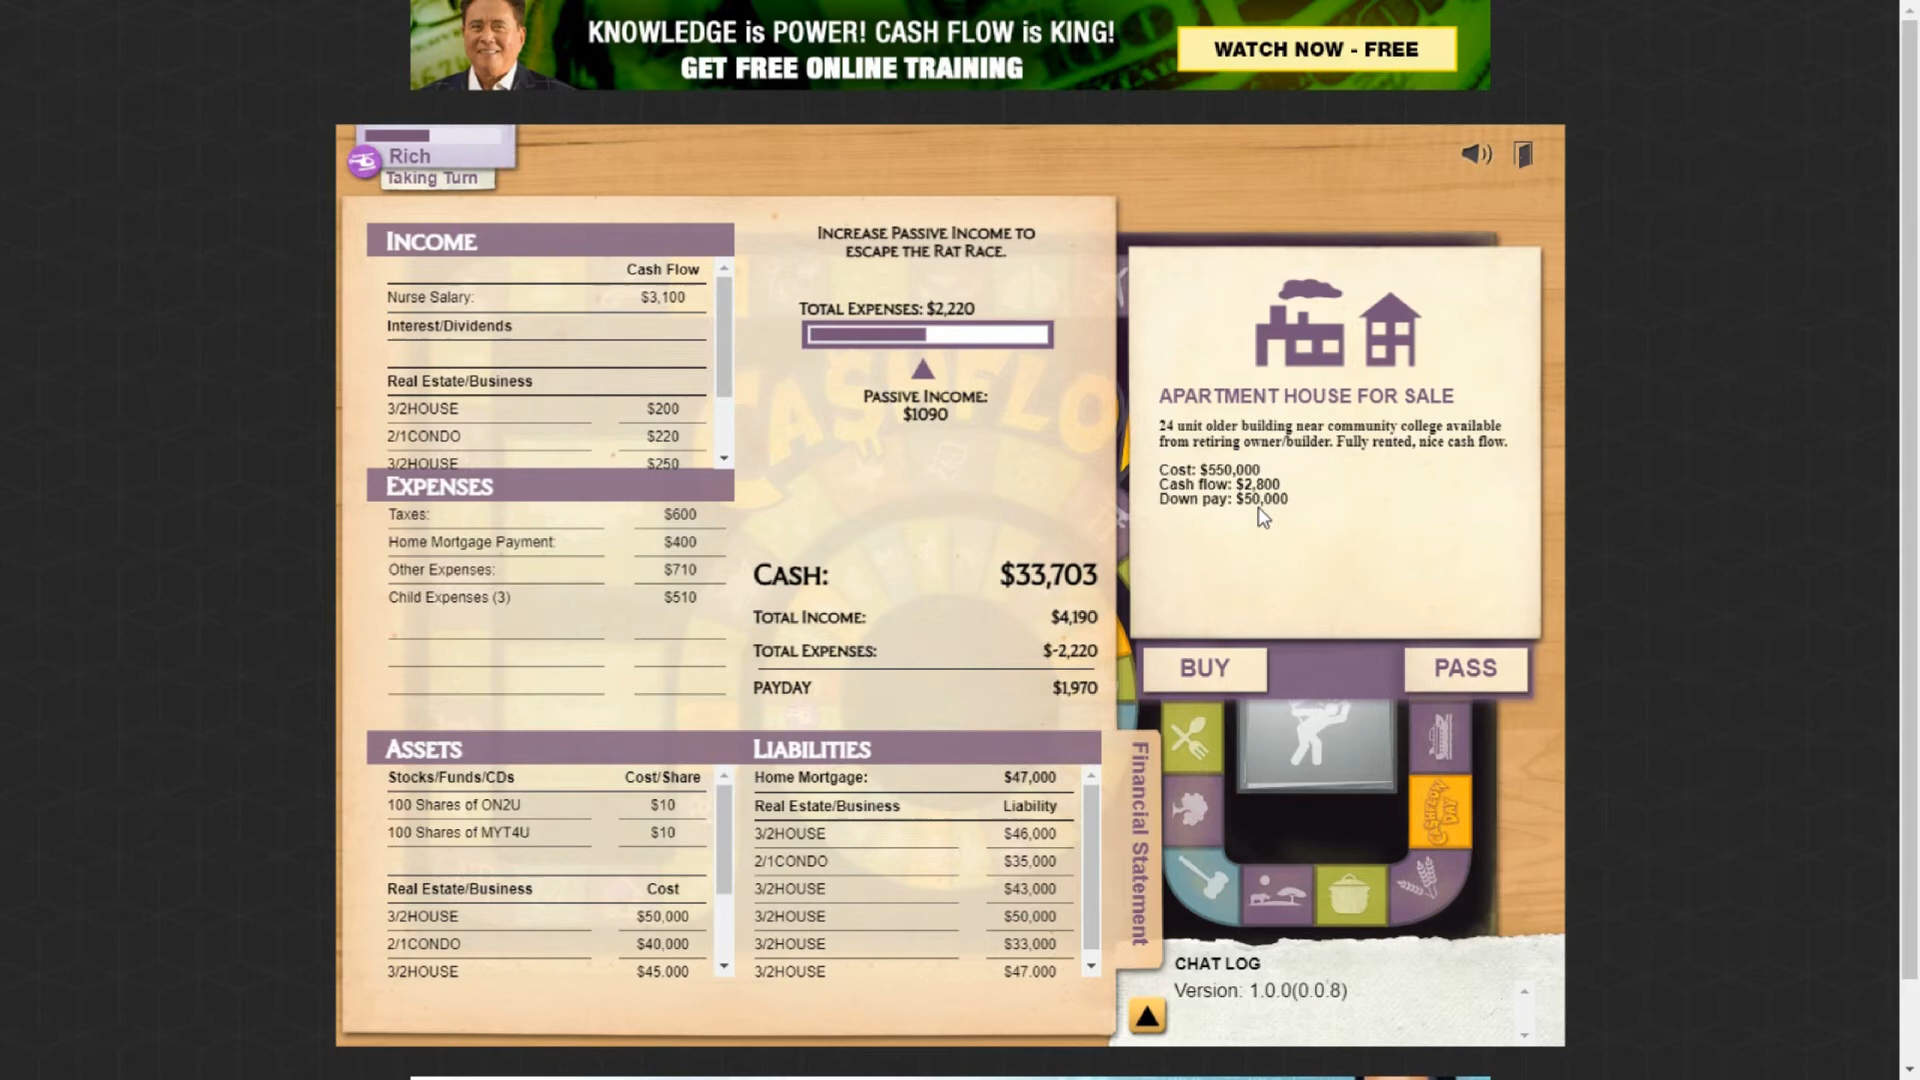 KNOWLEDGE is POWER! CASH FLOW is KING!
GET FREE ONLINE TRAINING
WATCH NOW - FREE
Rich
Taking Turn
INCOME
Cash Flow
Nurse Salary: $3,100
Interest/Dividends
Real Estate/Business
3/2HOUSE $200
2/1CONDO $220
3/2HOUSE $250
EXPENSES
Taxes: $600
Home Mortgage Payment: $400
Other Expenses: $710
Child Expenses (3) $510
INCREASE PASSIVE INCOME TO
ESCAPE THE RAT RACE.
TOTAL EXPENSES: $2,220
PASSIVE INCOME:
$1090
CASH: $33,703
TOTAL INCOME: $4,190
TOTAL EXPENSES: $-2,220
PAYDAY $1,970
ASSETS
Stocks/Funds/CDs Cost/Share
100 Shares of ON2U $10
100 Shares of MYT4U $10
Real Estate/Business Cost
3/2HOUSE $50,000
2/1CONDO $40,000
3/2HOUSE $45.000
LIABILITIES
Home Mortgage: $47,000
Real Estate/Business Liability
3/2HOUSE $46,000
2/1CONDO $35,000
3/2HOUSE $43,000
3/2HOUSE $50,000
3/2HOUSE $33,000
3/2HOUSE $47.000
Financial Statement
APARTMENT HOUSE FOR SALE
24 unit older building near community college available
from retiring owner/builder. Fully rented, nice cash flow.
Cost: $550,000
Cash flow: $2,800
Down pay: $50,000
BUY
PASS
CASHFLOW
DAY
CHAT LOG
Version: 1.0.0(0.0.8)